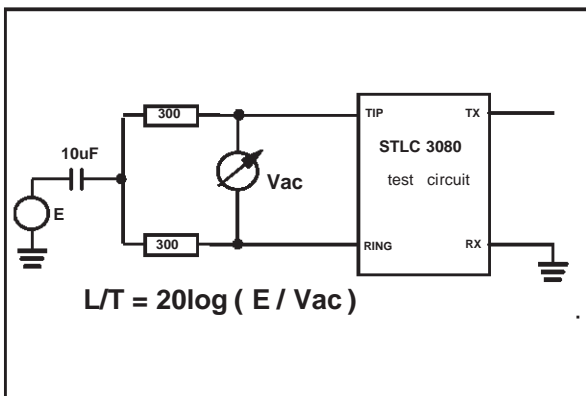 300
TIP
TX
10uF
STLC 3080
Vac
test circuit
E
300
RING
RX
L/T = 20log ( E / Vac )
.